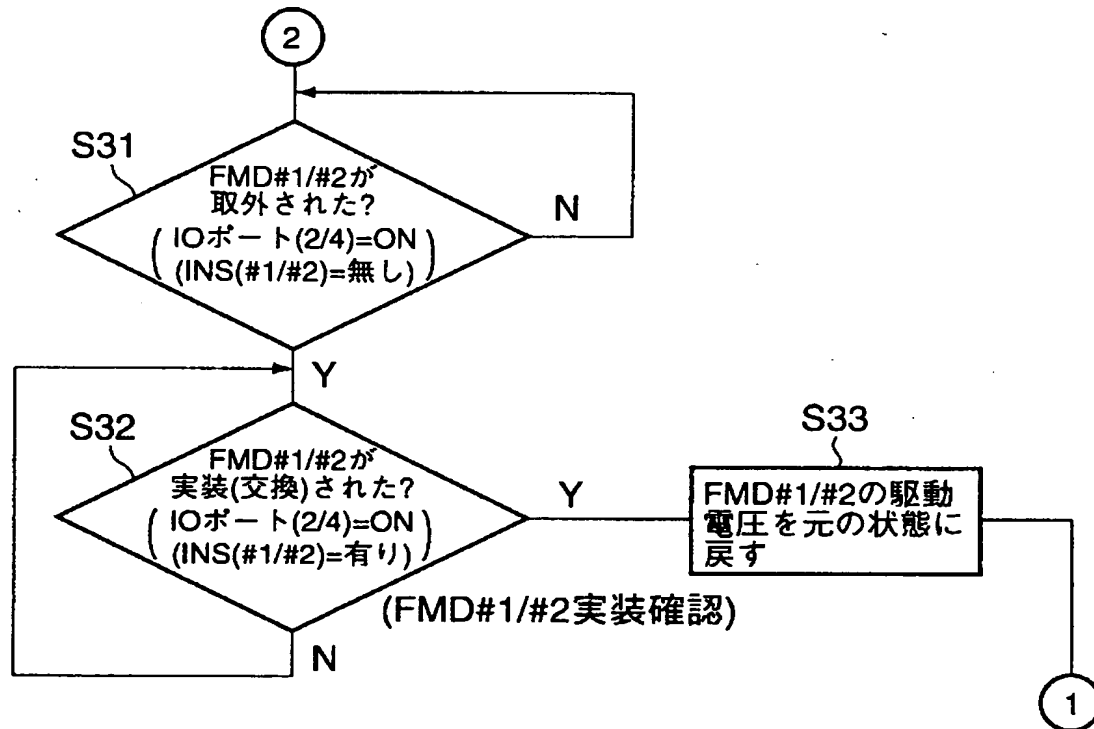 2
S31
FMD#1/#2が
取外された?
N
(IOポート(2/4)=ON
(INS(#1/#2)=無し))
Y
S32
FMD#1/#2が
実装(交換)された?
(IOポート(2/4)=ON
(INS(#1/#2)=有り))
Y
S33
FMD#1/#2の駆動
電圧を元の状態に
戻す
(FMD#1/#2実装確認)
N
1